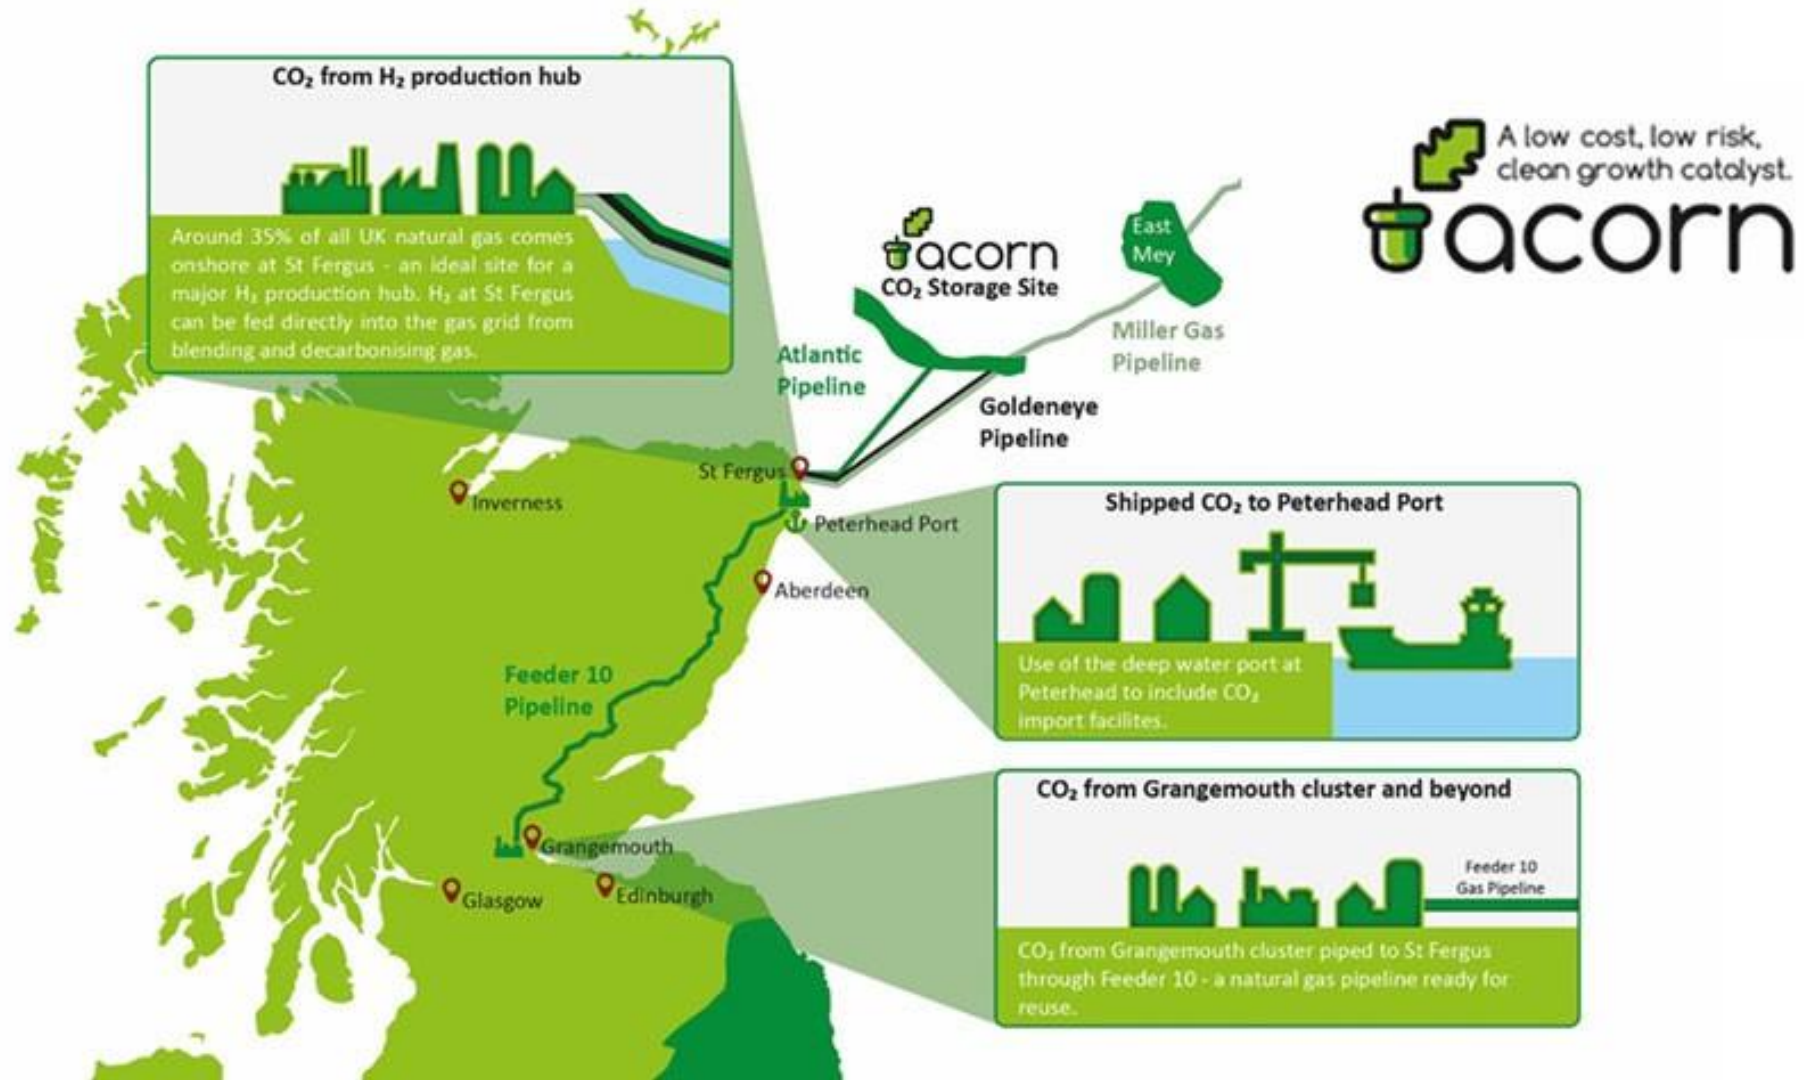 CO₂ from H₂ production hub
Around 35% of all UK natural gas comes
onshore at St Fergus - an ideal site for a
major H₂ production hub. H₂ at St Fergus
can be fed directly into the gas grid from
blending and decarbonising gas.
A low cost, low risk,
clean growth catalyst.
acorn
acorn
CO₂ Storage Site
East
Mey
Miller Gas
Pipeline
Atlantic
Pipeline
Goldeneye
Pipeline
St Fergus
Inverness
Peterhead Port
Aberdeen
Feeder 10
Pipeline
Grangemouth
Glasgow
Edinburgh
Shipped CO₂ to Peterhead Port
Use of the deep water port at
Peterhead to include CO₂
import facilites.
CO₂ from Grangemouth cluster and beyond
Feeder 10
Gas Pipeline
CO₂ from Grangemouth cluster piped to St Fergus
through Feeder 10 - a natural gas pipeline ready for
reuse.